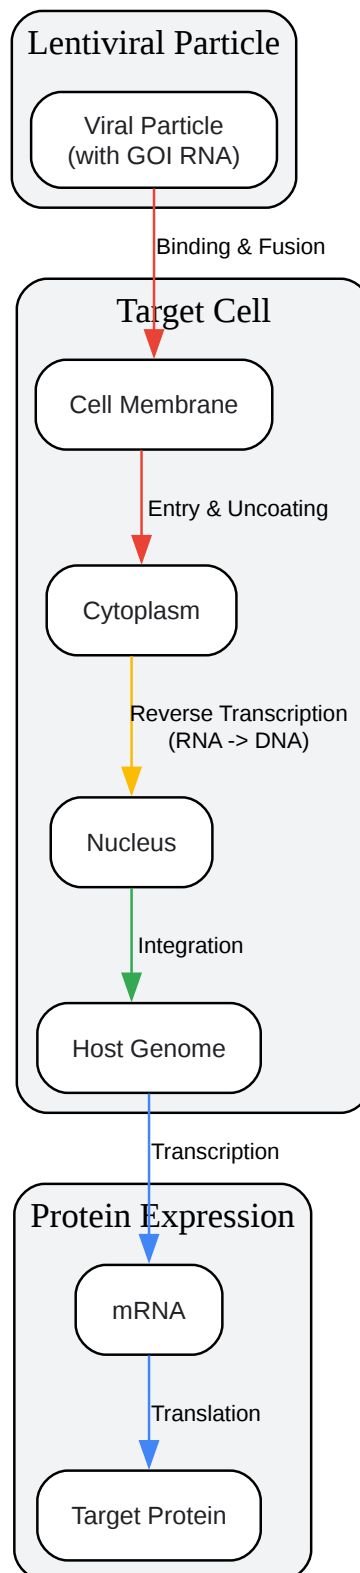 Lentiviral Particle
Viral Particle
(with GOI RNA)
Binding & Fusion
Target Cell
Cell Membrane
Entry & Uncoating
Cytoplasm
Reverse Transcription
(RNA -> DNA)
Nucleus
Integration
Host Genome
Transcription
Protein Expression
mRNA
Translation
Target Protein